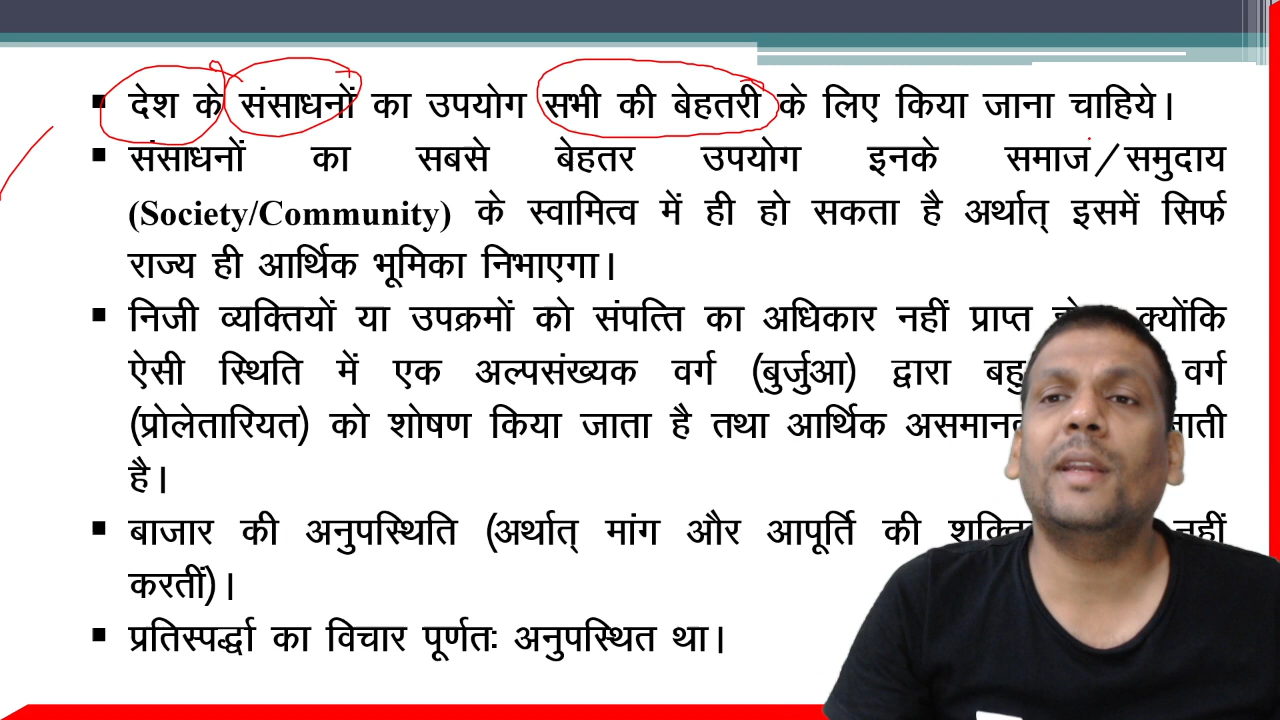 ▪ देश के संसाधनों का उपयोग सभी की बेहतरी के लिए किया जाना चाहिये।
▪ संसाधनों का सबसे बेहतर उपयोग इनके समाज/समुदाय
(Society/Community) के स्वामित्व में ही हो सकता है अर्थात् इसमें सिर्फ
राज्य ही आर्थिक भूमिका निभाएगा।
▪ निजी व्यक्तियों या उपक्रमों को संपत्ति का अधिकार नहीं प्राप्त क्योंकि
ऐसी स्थिति में एक अल्पसंख्यक वर्ग (बुर्जुआ) द्वारा वर्ग
(प्रोलेतारियत) को शोषण किया जाता है तथा आर्थिक
है।
▪ बाजार की अनुपस्थिति (अर्थात् मांग और आपूर्ति की नहीं
करतीं)।
▪ प्रतिस्पर्द्धा का विचार पूर्णतः अनुपस्थित था।